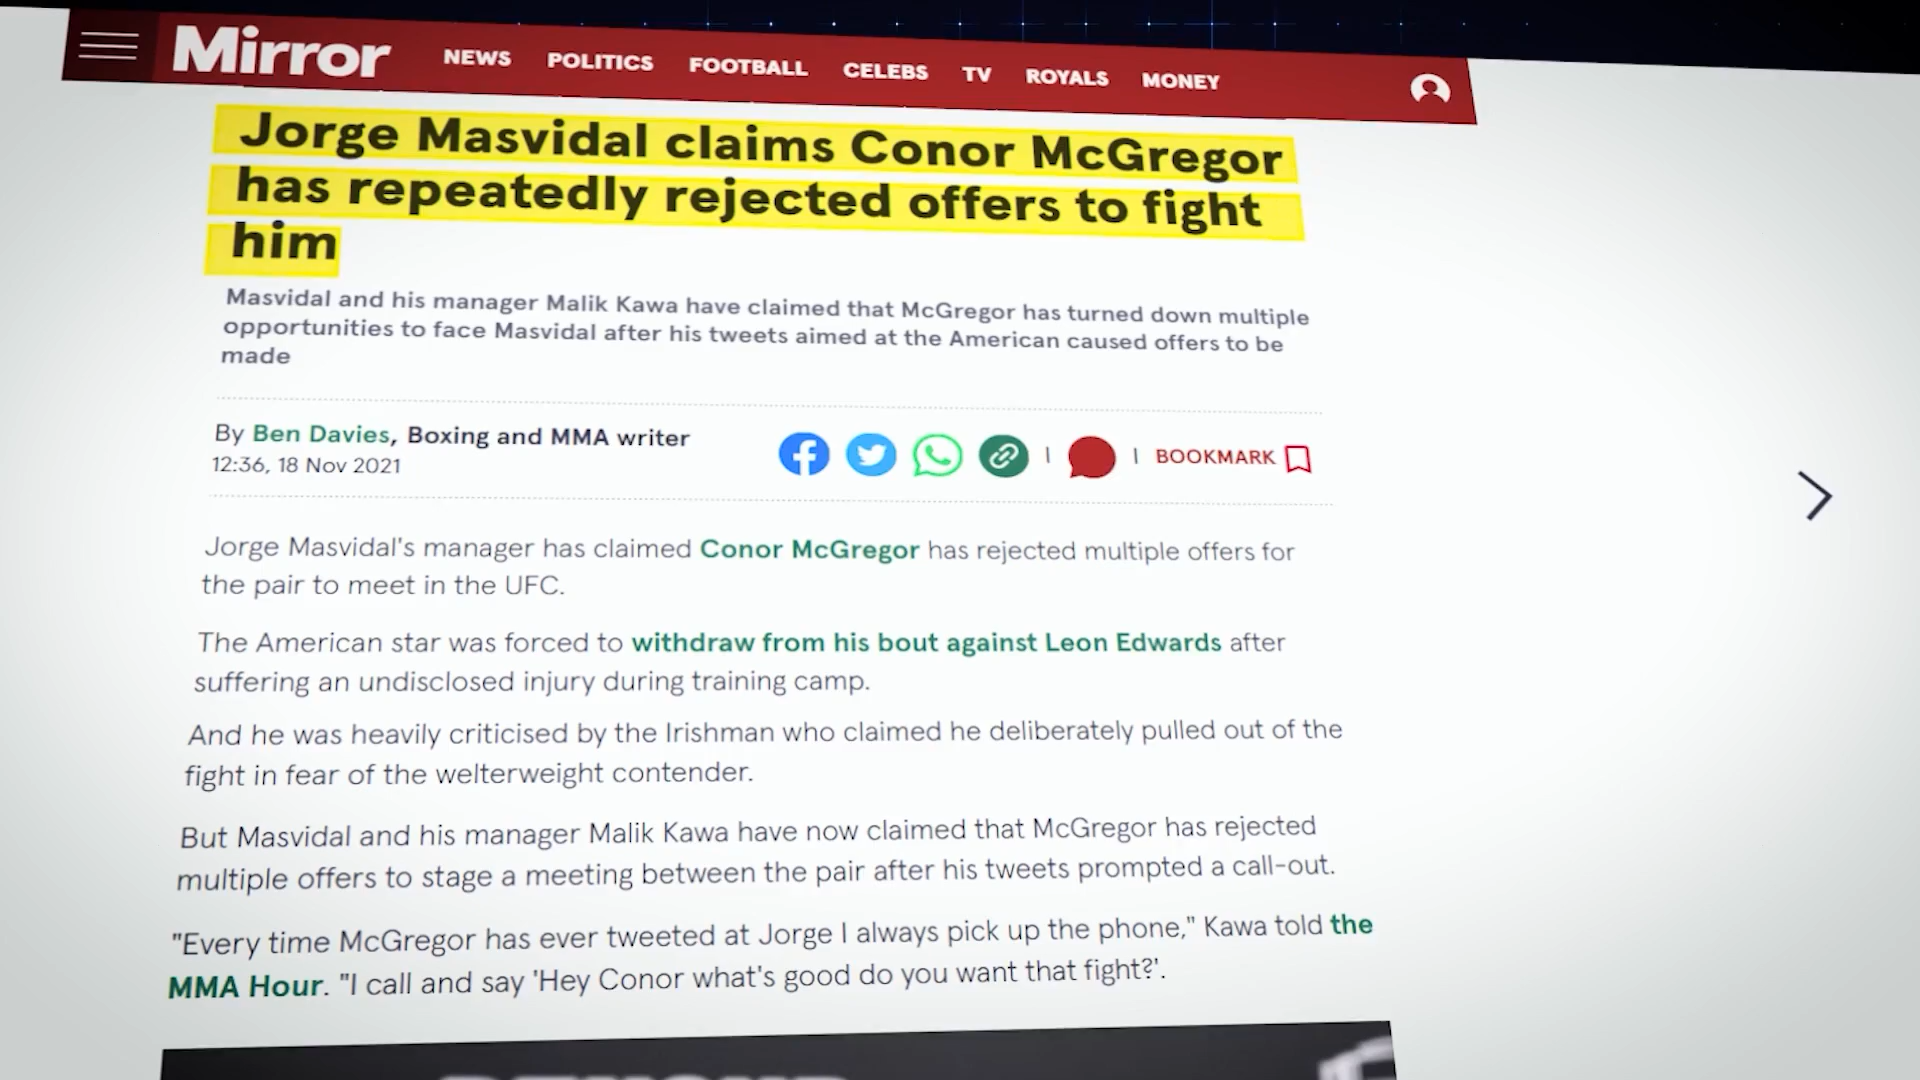 Mirror NEWS POLITICS FOOTBALL CELEBS TV ROYALS MONEY
Jorge Masvidal claims Conor McGregor
has repeatedly rejected offers to fight
him
Masvidal and his manager Malik Kawa have claimed that McGregor has turned down multiple
opportunities to face Masvidal after his tweets aimed at the American caused offers to be
made
By Ben Davies, Boxing and MMA writer
12:36, 18 Nov 2021
BOOKMARK
Jorge Masvidal's manager has claimed Conor McGregor has rejected multiple offers for
the pair to meet in the UFC.
The American star was forced to withdraw from his bout against Leon Edwards after
suffering an undisclosed injury during training camp.
And he was heavily criticised by the Irishman who claimed he deliberately pulled out of the
fight in fear of the welterweight contender.
But Masvidal and his manager Malik Kawa have now claimed that McGregor has rejected
multiple offers to stage a meeting between the pair after his tweets prompted a call-out.
"Every time McGregor has ever tweeted at Jorge I always pick up the phone," Kawa told the
MMA Hour. "I call and say 'Hey Conor what's good do you want that fight?'.